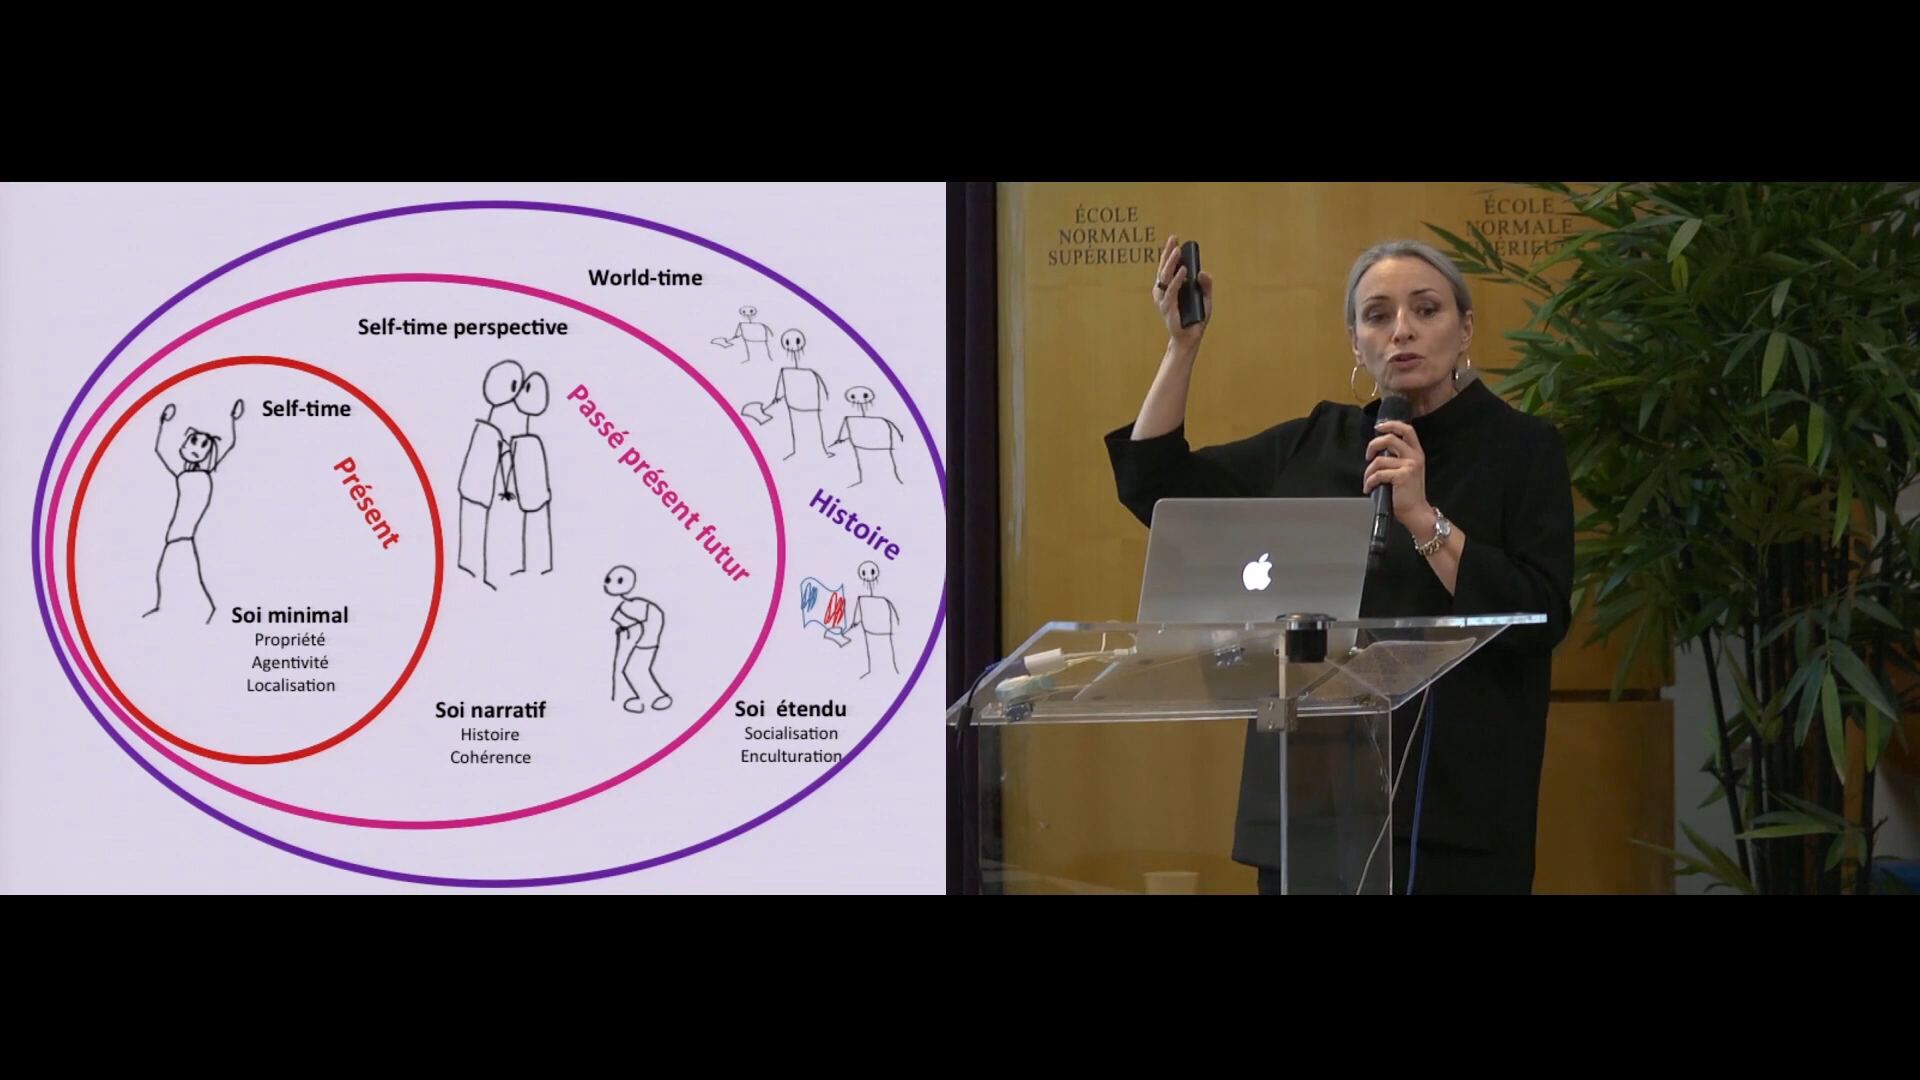 World-time
Self-time perspective
Self-time
Présent
Passé présent futur
Histoire
Soi minimal
Propriété
Agentivité
Localisation
Soi narratif
Histoire
Cohérence
Soi étendu
Socialisation
Enculturation
ÉCOLE
NORMALE
SUPÉRIEURE
ÉCOLE
NORMALE